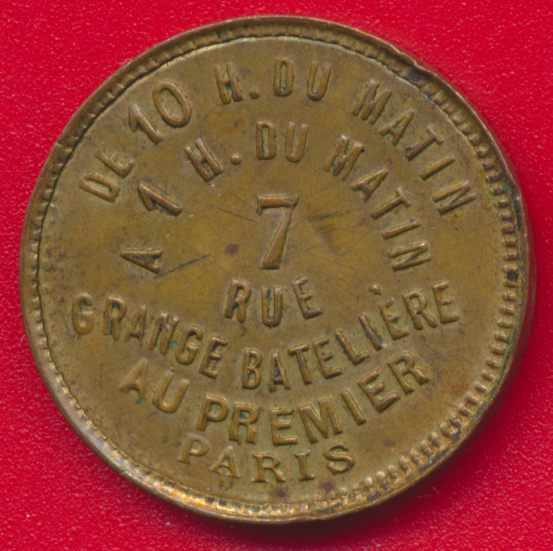 DE 10 H. DU MATIN
A 1 H. DU MATIN
7
RUE
GRANGE BATELIÈRE
AU PREMIER
PARIS